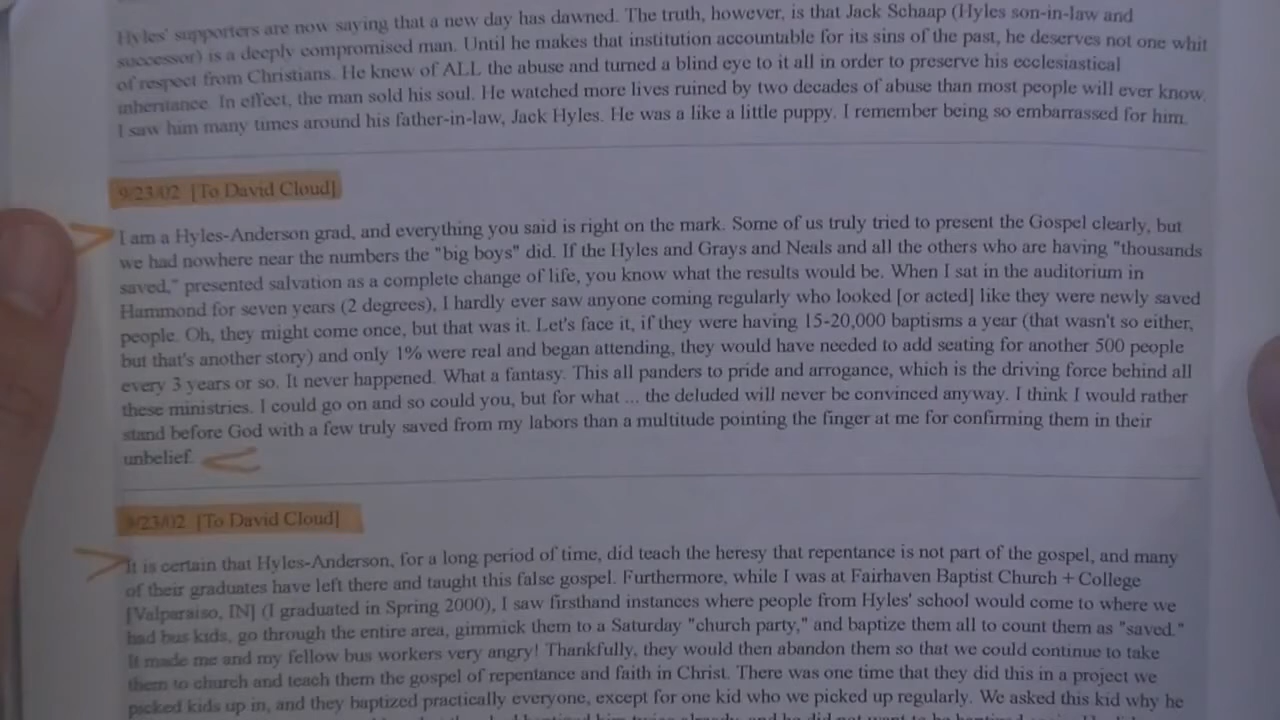 Hyles' supporters are now saying that a new day has dawned. The truth, however, is that Jack Schaap (Hyles son-in-law and
successor) is a deeply compromised man. Until he makes that institution accountable for its sins of the past, he deserves not one whit
of respect from Christians. He knew of ALL the abuse and turned a blind eye to it all in order to preserve his ecclesiastical
inheritance. In effect, the man sold his soul. He watched more lives ruined by two decades of abuse than most people will ever know.
I saw him many times around his father-in-law, Jack Hyles. He was a like a little puppy. I remember being so embarrassed for him.
9/23/02 [To David Cloud]
I am a Hyles-Anderson grad, and everything you said is right on the mark. Some of us truly tried to present the Gospel clearly, but
we had nowhere near the numbers the "big boys" did. If the Hyles and Grays and Neals and all the others who are having "thousands
saved," presented salvation as a complete change of life, you know what the results would be. When I sat in the auditorium in
Hammond for seven years (2 degrees), I hardly ever saw anyone coming regularly who looked [or acted] like they were newly saved
people. Oh, they might come once, but that was it. Let's face it, if they were having 15-20,000 baptisms a year (that wasn't so either,
but that's another story) and only 1% were real and began attending, they would have needed to add seating for another 500 people
every 3 years or so. It never happened. What a fantasy. This all panders to pride and arrogance, which is the driving force behind all
these ministries. I could go on and so could you, but for what ... the deluded will never be convinced anyway. I think I would rather
stand before God with a few truly saved from my labors than a multitude pointing the finger at me for confirming them in their
unbelief.
9/23/02 [To David Cloud]
It is certain that Hyles-Anderson, for a long period of time, did teach the heresy that repentance is not part of the gospel, and many
of their graduates have left there and taught this false gospel. Furthermore, while I was at Fairhaven Baptist Church + College
[Valparaiso, IN] (I graduated in Spring 2000), I saw firsthand instances where people from Hyles' school would come to where we
had bus kids, go through the entire area, gimmick them to a Saturday "church party," and baptize them all to count them as "saved."
It made me and my fellow bus workers very angry! Thankfully, they would then abandon them so that we could continue to take
them to church and teach them the gospel of repentance and faith in Christ. There was one time that they did this in a project we
picked kids up in, and they baptized practically everyone, except for one kid who we picked up regularly. We asked this kid why he